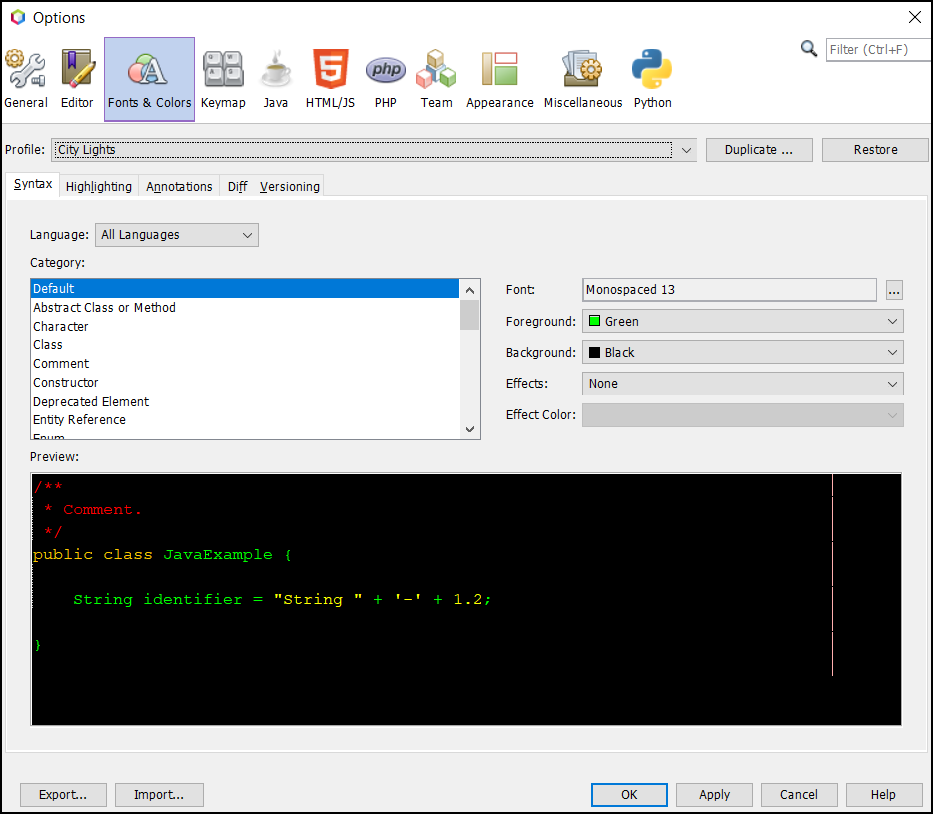 Options
Filter (Ctrl+F)
General Editor Fonts & Colors Keymap Java HTML/JS PHP Team Appearance Miscellaneous Python
php
Profile: City Lights Duplicate ... Restore
Syntax Highlighting Annotations Diff Versioning
Language: All Languages
Category:
Default
Abstract Class or Method
Character
Class
Comment
Constructor
Deprecated Element
Entity Reference
Enum
Font: Monospaced 13 ...
Foreground: Green
Background: Black
Effects: None
Effect Color:
Preview:
/**
* Comment.
*/
public class JavaExample {
String identifier = "String " + '-' + 1.2;
}
Export... Import... OK Apply Cancel Help